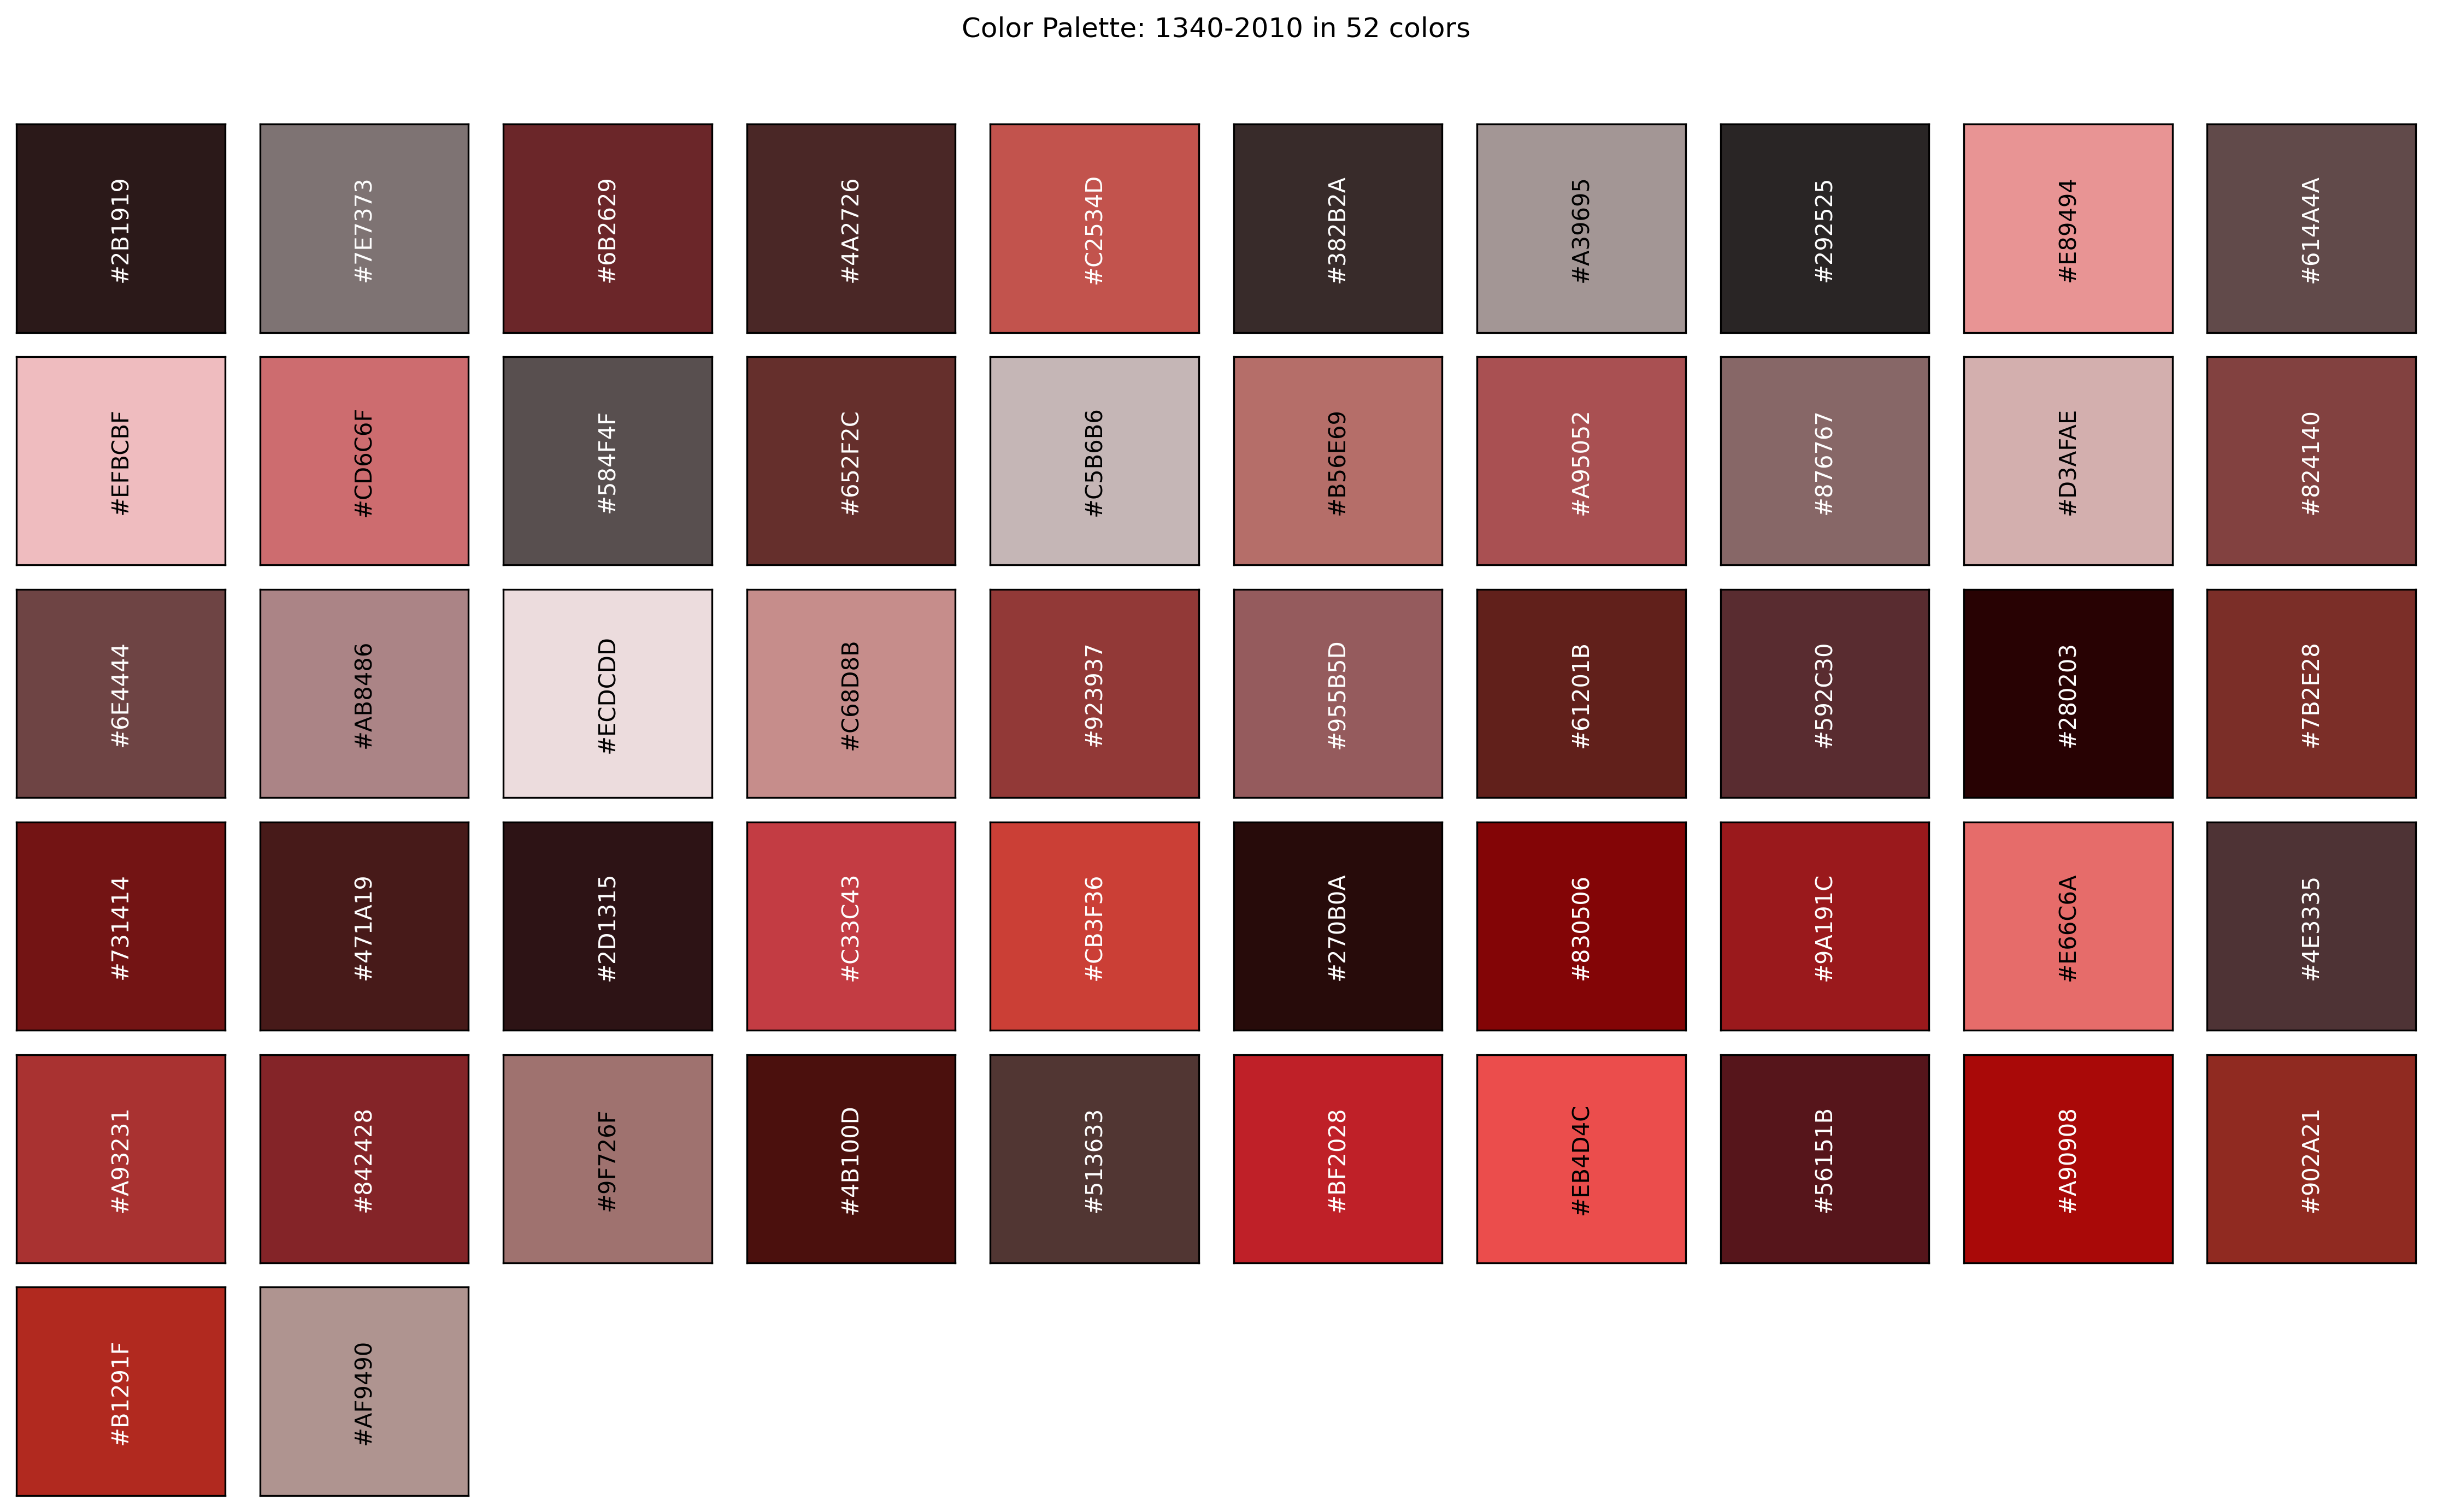 Color Palette: 1340-2010 in 52 colors
#2B1919
#7E7373
#6B2629
#4A2726
#C2534D
#382B2A
#A39695
#292525
#E89494
#614A4A
#EFBCBF
#CD6C6F
#584F4F
#652F2C
#C5B6B6
#B56E69
#A95052
#876767
#D3AFAE
#824140
#6E4444
#AB8486
#ECDCDD
#C68D8B
#923937
#955B5D
#61201B
#592C30
#280203
#7B2E28
#731414
#471A19
#2D1315
#C33C43
#CB3F36
#270B0A
#830506
#9A191C
#E66C6A
#4E3335
#A93231
#842428
#9F726F
#4B100D
#513633
#BF2028
#EB4D4C
#56151B
#A90908
#902A21
#B1291F
#AF9490